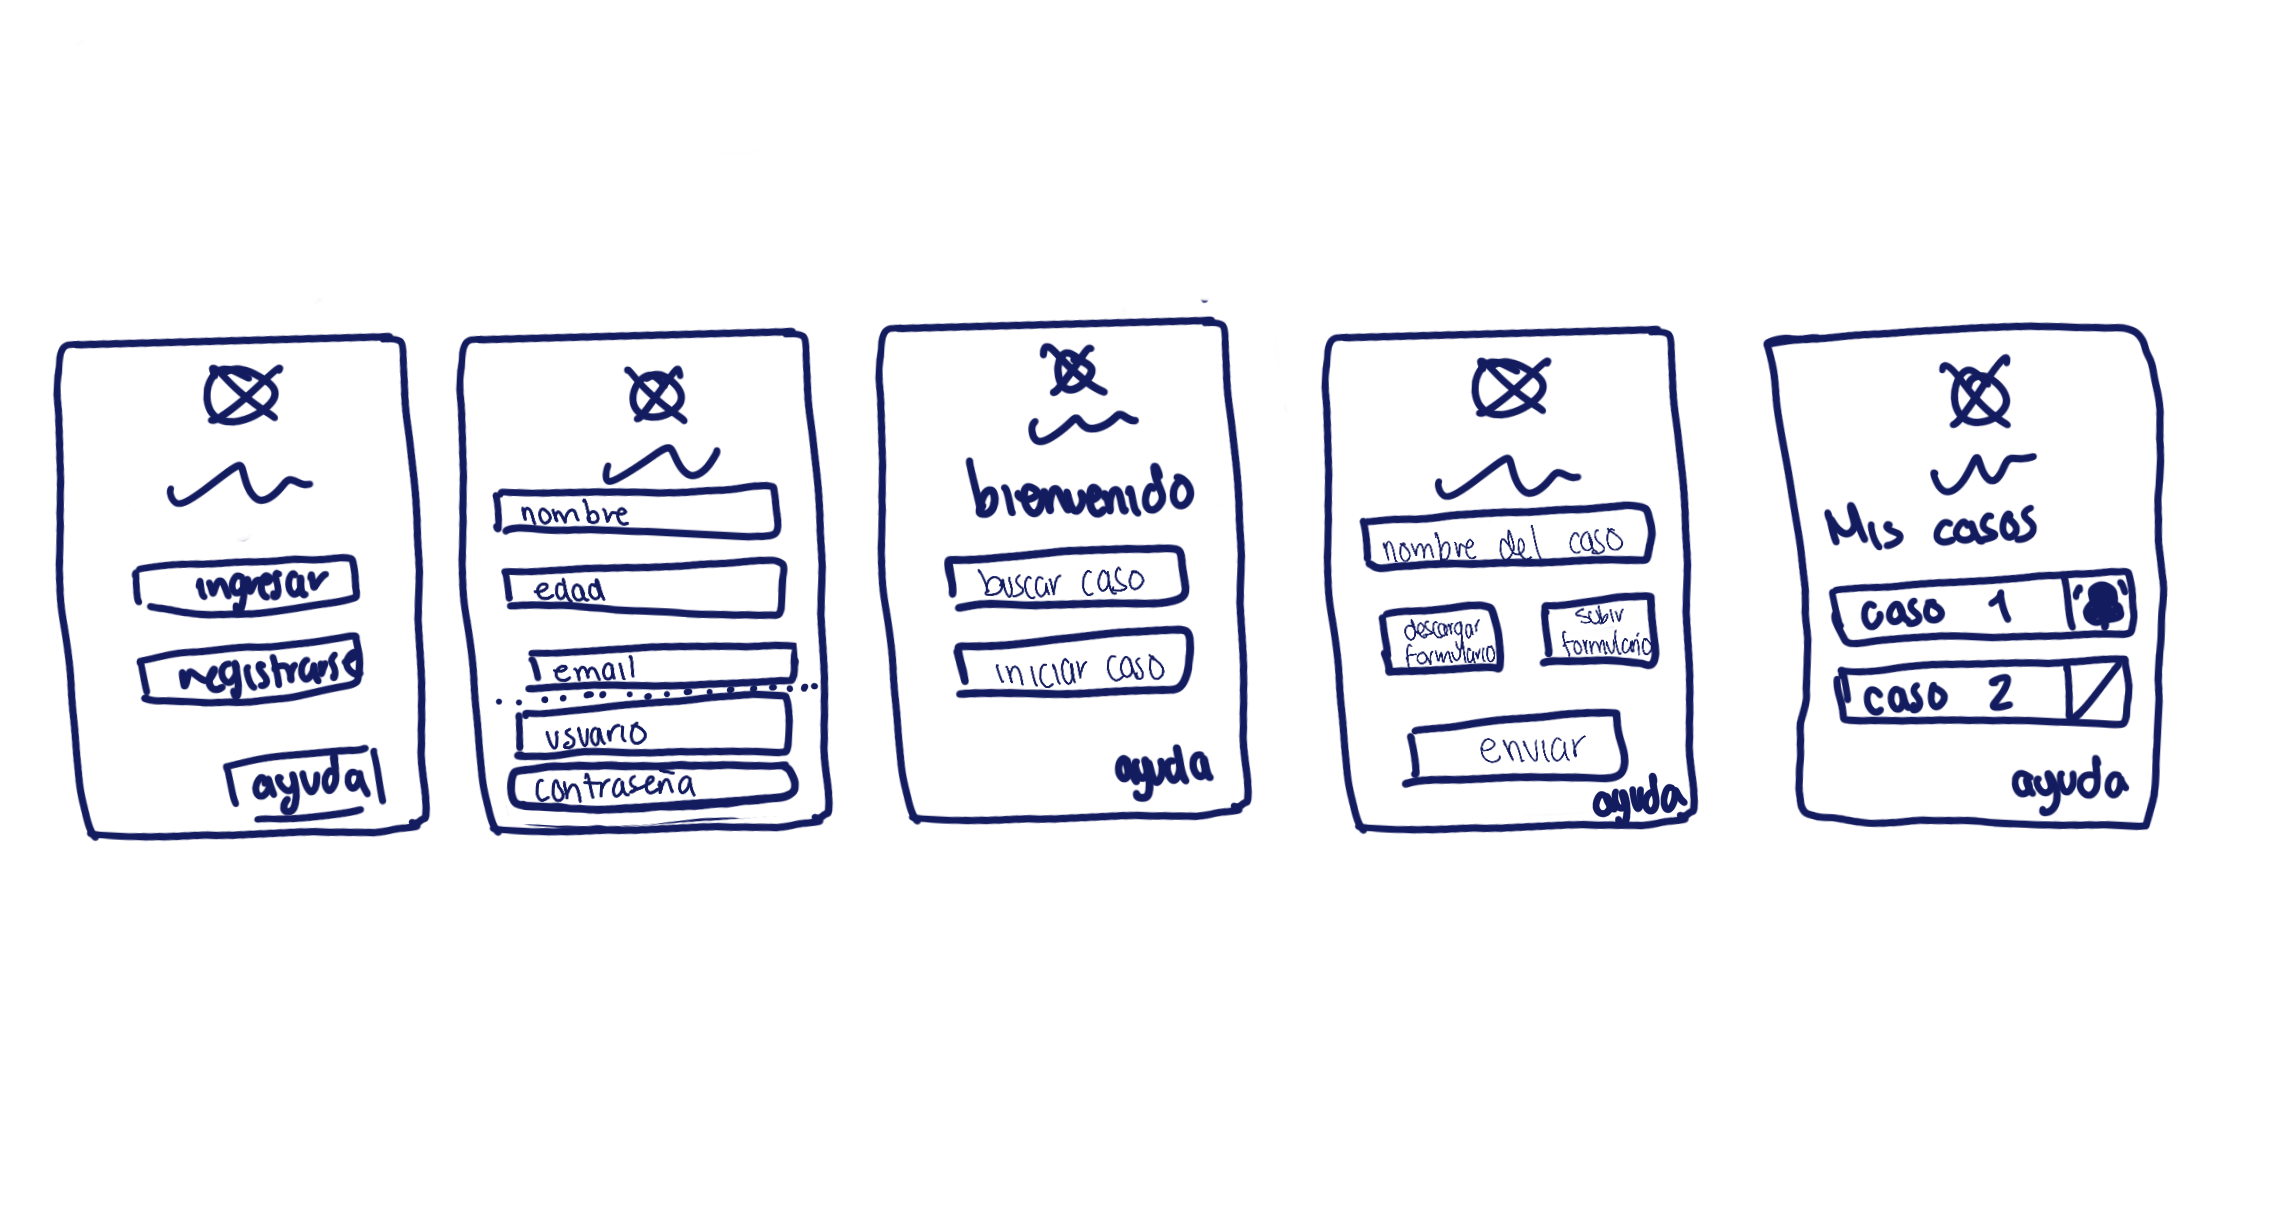 ingresar
registrarse
ayuda
nombre
edad
email
usuario
contraseña
bienvenido
buscar caso
iniciar caso
ayuda
nombre del caso
descargar
formulario
subir
formulario
enviar
ayuda
Mis casos
caso 1
caso 2
ayuda